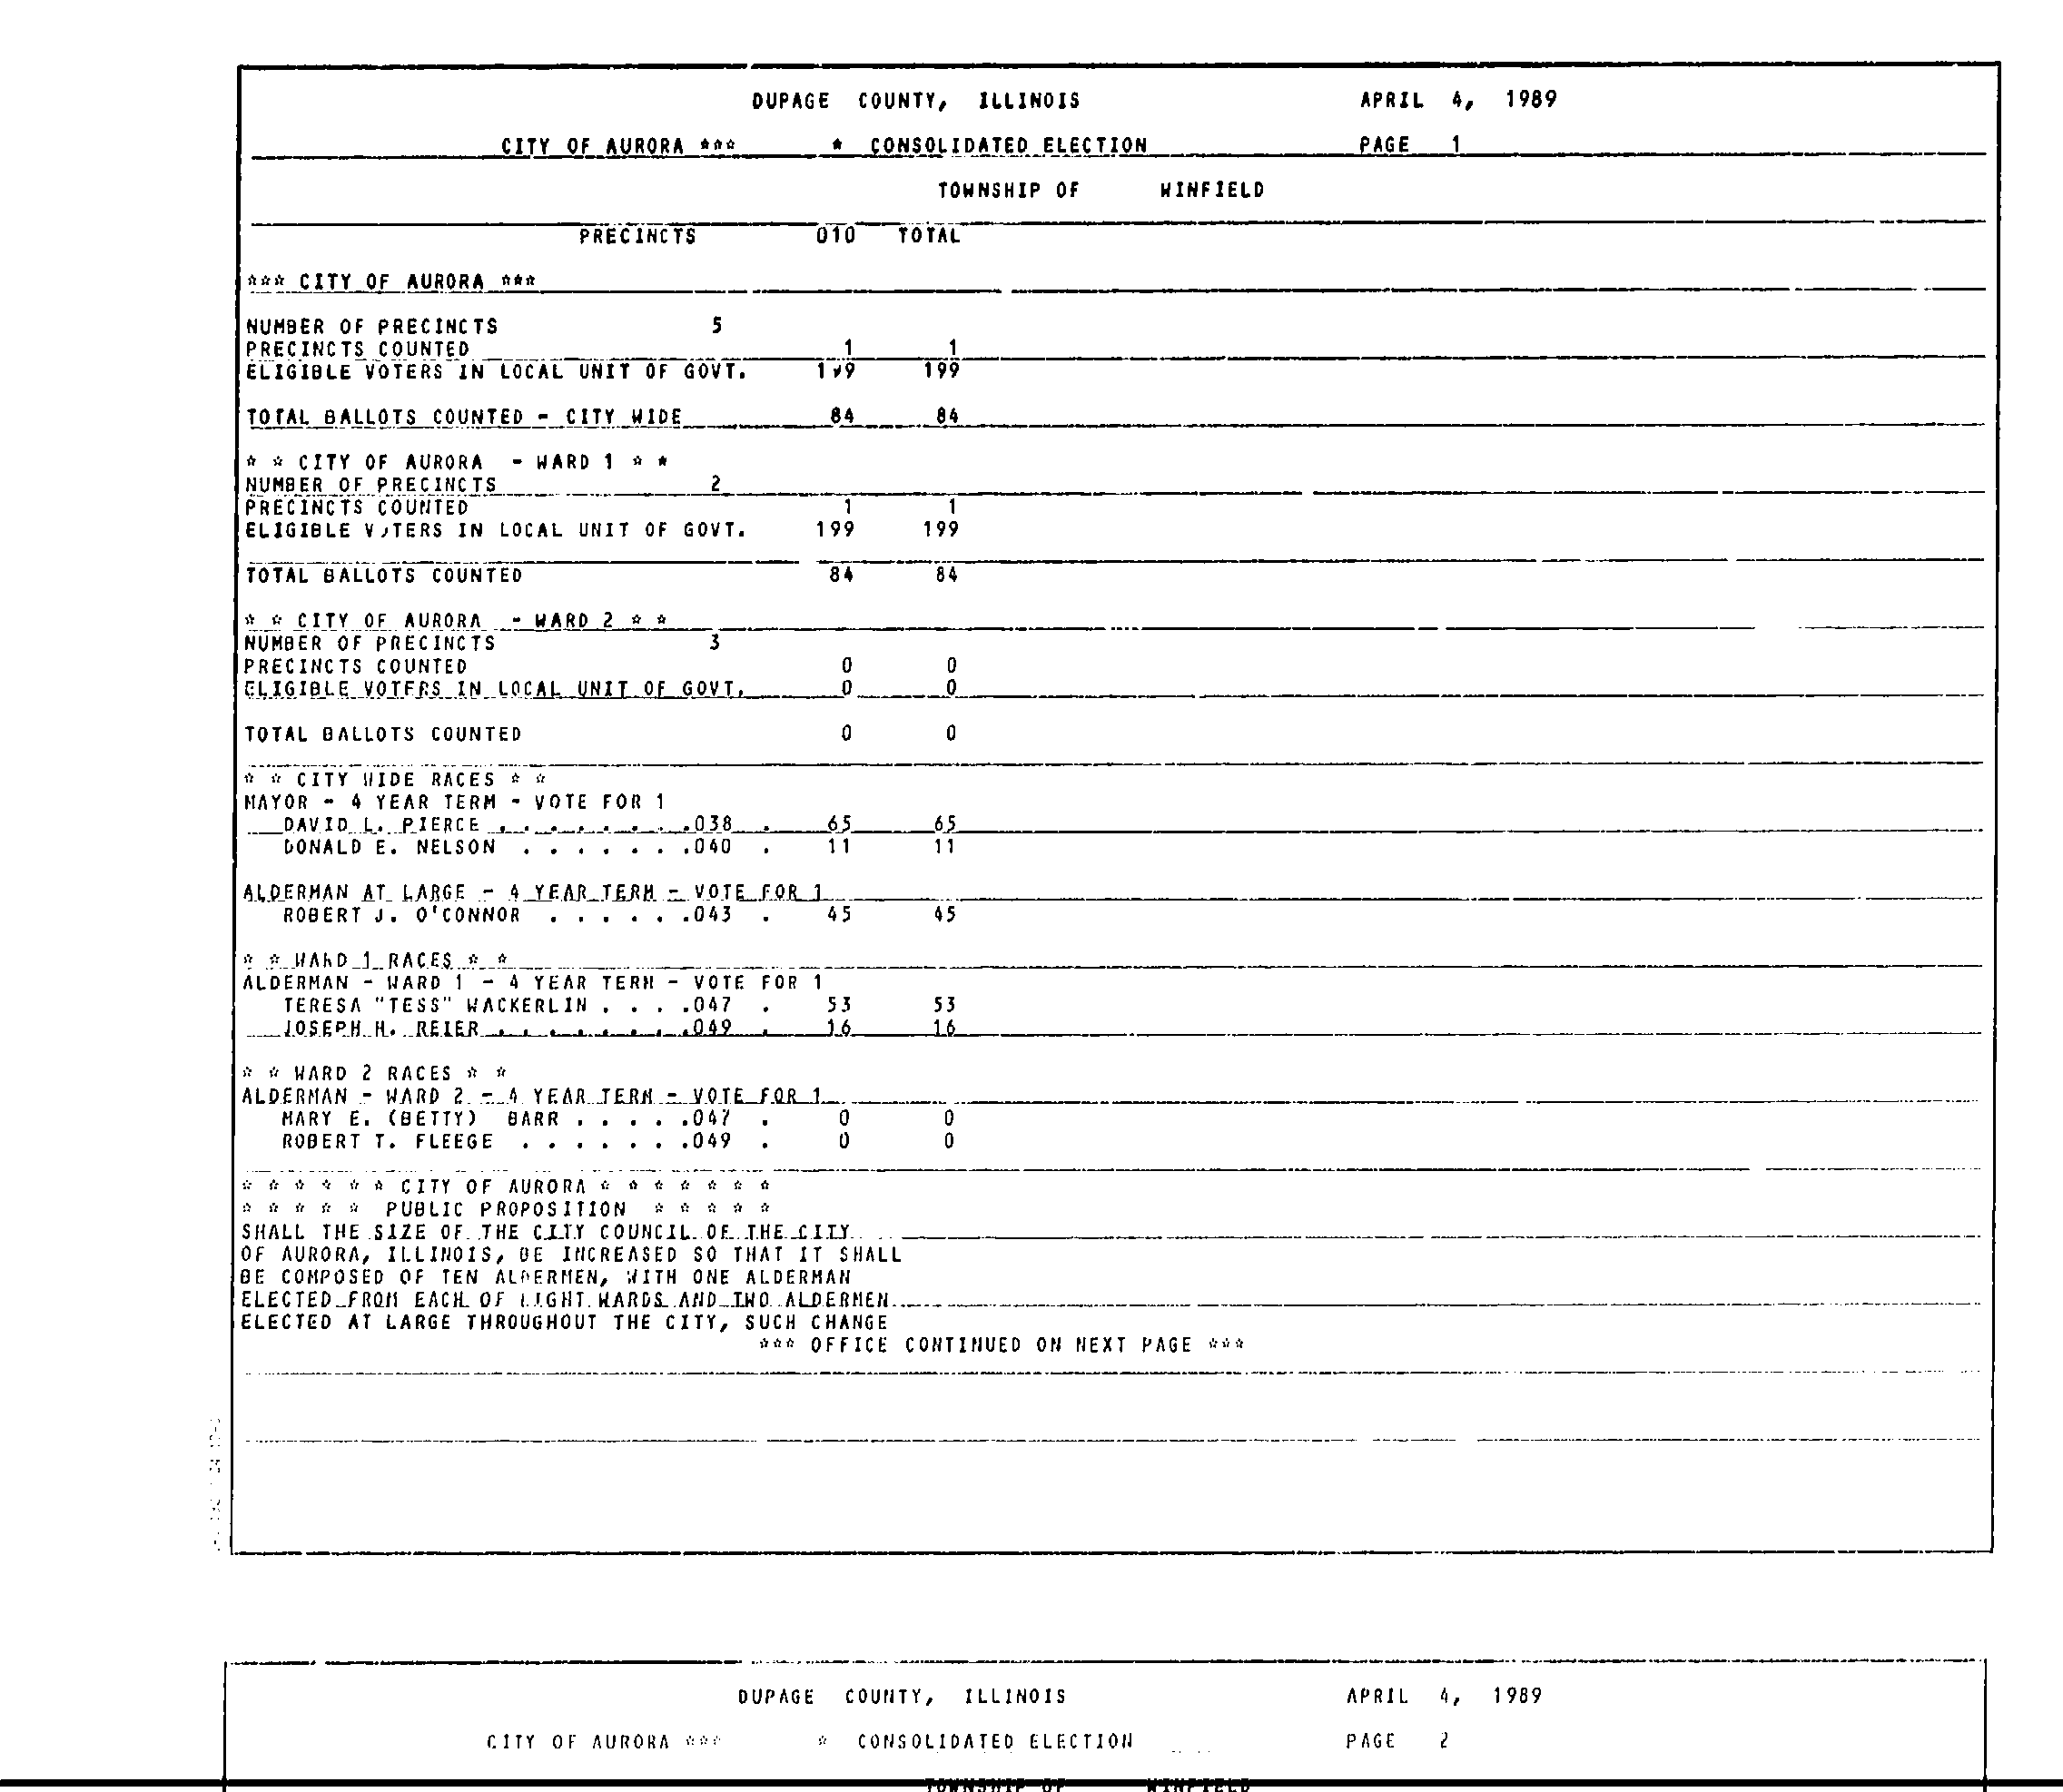 DUPAGE COUNTY, ILLINOIS APRIL 4, 1989
CITY OF AURORA *** * CONSOLIDATED ELECTION PAGE 1
TOWNSHIP OF WINFIELD
PRECINCTS 010 TOTAL
*** CITY OF AURORA ***
NUMBER OF PRECINCTS 5
PRECINCTS COUNTED 1 1
ELIGIBLE VOTERS IN LOCAL UNIT OF GOVT. 199 199
TOTAL BALLOTS COUNTED - CITY WIDE 84 84
* * CITY OF AURORA - WARD 1 * *
NUMBER OF PRECINCTS 2
PRECINCTS COUNTED 1 1
ELIGIBLE VOTERS IN LOCAL UNIT OF GOVT. 199 199
TOTAL BALLOTS COUNTED 84 84
* * CITY OF AURORA - WARD 2 * *
NUMBER OF PRECINCTS 3
PRECINCTS COUNTED 0 0
ELIGIBLE VOTERS IN LOCAL UNIT OF GOVT. 0 0
TOTAL BALLOTS COUNTED 0 0
* * CITY WIDE RACES * *
MAYOR - 4 YEAR TERM - VOTE FOR 1
DAVID L. PIERCE . . . . . . . .038 . 65 65
DONALD E. NELSON . . . . . . .040 . 11 11
ALDERMAN AT LARGE - 4 YEAR TERM - VOTE FOR 1
ROBERT J. O'CONNOR . . . . . .043 . 45 45
* * WARD 1 RACES * *
ALDERMAN - WARD 1 - 4 YEAR TERM - VOTE FOR 1
TERESA "TESS" WACKERLIN . . . .047 . 53 53
JOSEPH H. REIER . . . . . . . .049 . 16 16
* * WARD 2 RACES * *
ALDERMAN - WARD 2 - 4 YEAR TERM - VOTE FOR 1
MARY E. (BETTY) BARR . . . . .047 . 0 0
ROBERT T. FLEEGE . . . . . . .049 . 0 0
* * * * * * CITY OF AURORA * * * * * * *
* * * * * PUBLIC PROPOSITION * * * * *
SHALL THE SIZE OF THE CITY COUNCIL OF THE CITY
OF AURORA, ILLINOIS, BE INCREASED SO THAT IT SHALL
BE COMPOSED OF TEN ALDERMEN, WITH ONE ALDERMAN
ELECTED FROM EACH OF EIGHT WARDS AND TWO ALDERMEN
ELECTED AT LARGE THROUGHOUT THE CITY, SUCH CHANGE
*** OFFICE CONTINUED ON NEXT PAGE ***
DUPAGE COUNTY, ILLINOIS APRIL 4, 1989
CITY OF AURORA *** * CONSOLIDATED ELECTION PAGE 2
TOWNSHIP OF WINFIELD